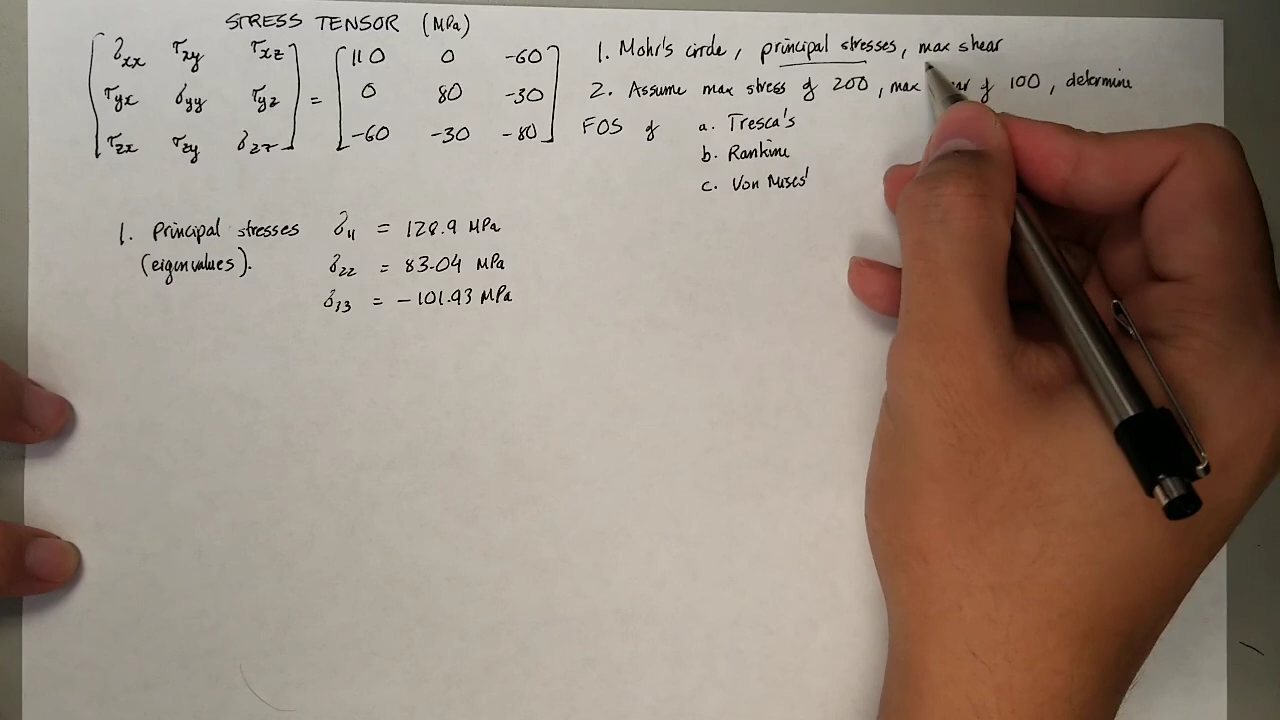 STRESS TENSOR (MPa)
σxx τxy τxz 110 0 -60
τyx σyy τyz = 0 80 -30
τzx τzy σzz -60 -30 -80
1. Mohr's circle, principal stresses, max shear
2. Assume max stress of 200, max of 100, determine
FOS of a. Tresca's
b. Rankine
c. Von Mises'
1. Principal stresses σ11 = 128.9 MPa
(eigenvalues). σ22 = 83.04 MPa
σ33 = -101.93 MPa